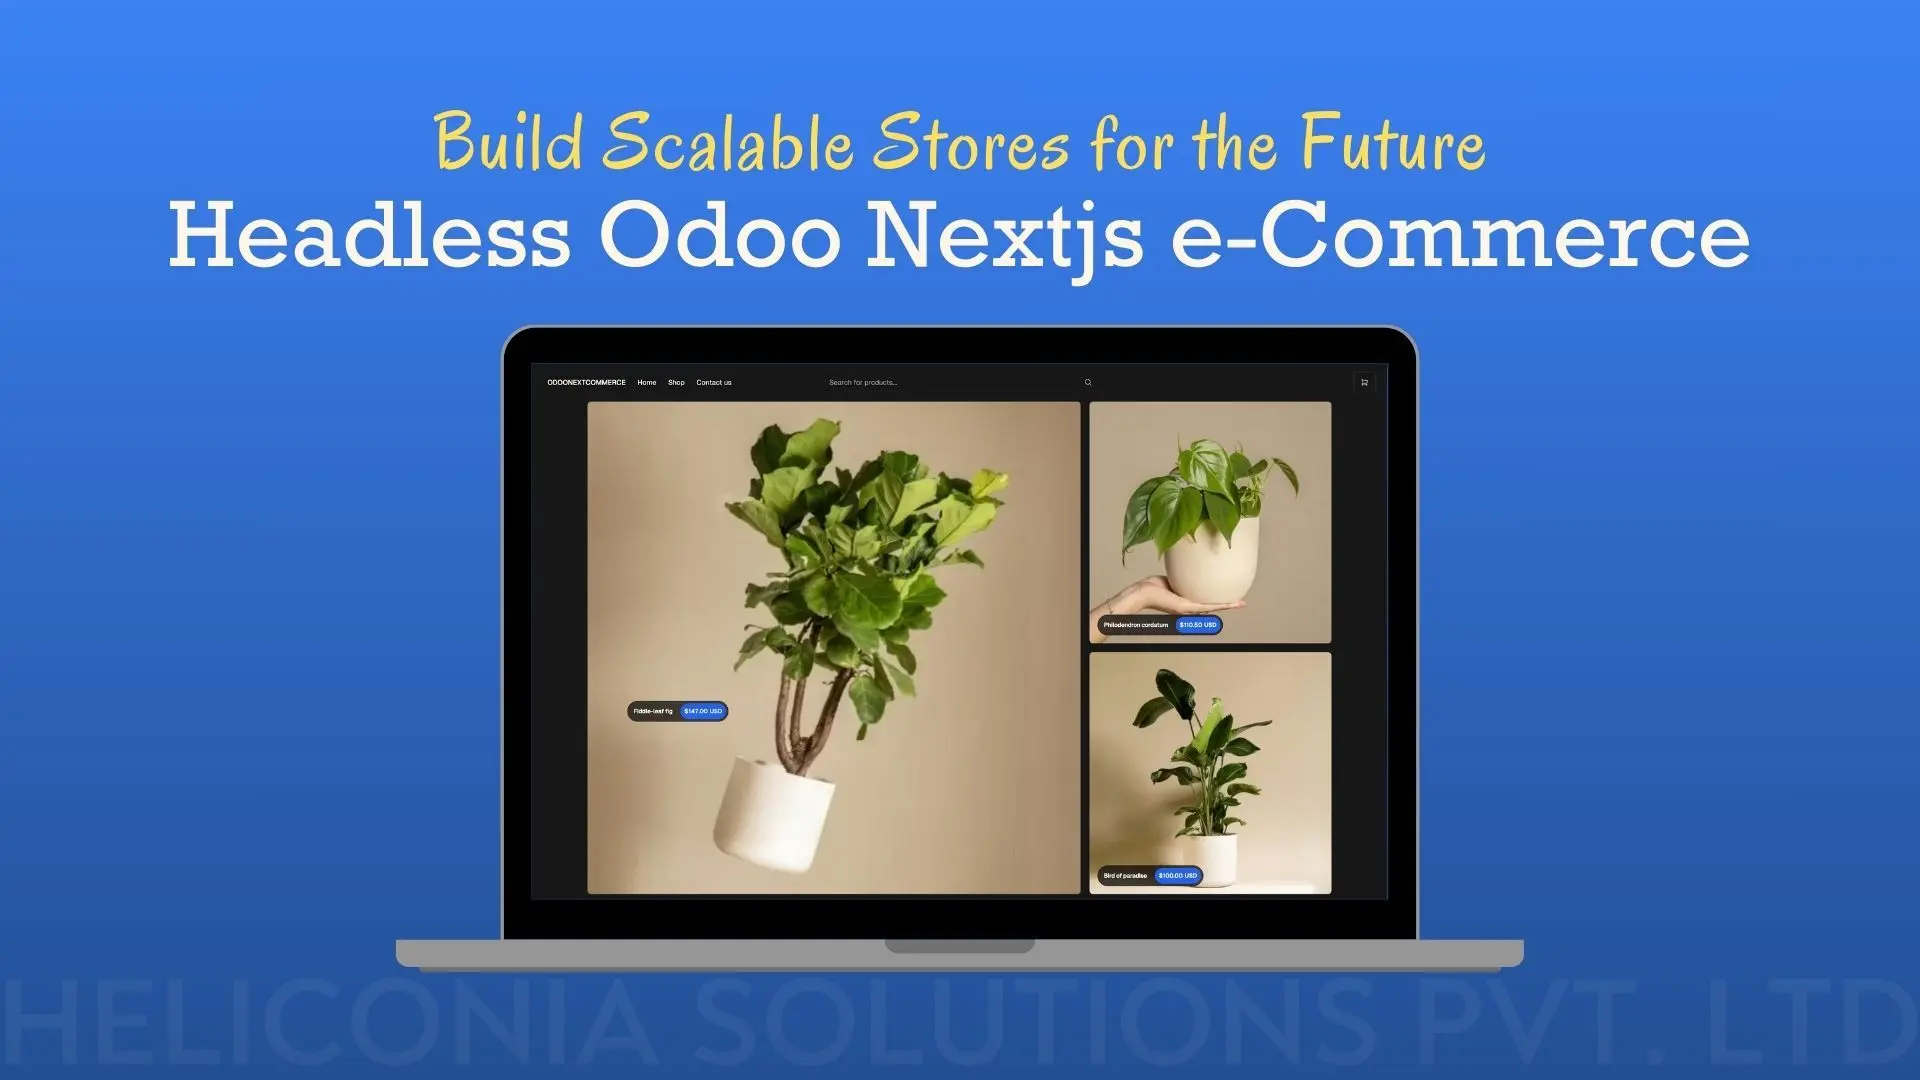 Build Scalable Stores for the Future
Headless Odoo Nextjs e-Commerce
ODOONEXTCOMMERCE Home Shop Contact us Search for products...
Philodendron cordatum $110.50 USD
Fiddle-leaf fig $147.00 USD
Bird of paradise $100.00 USD
HELICONIA SOLUTIONS PVT. LTD